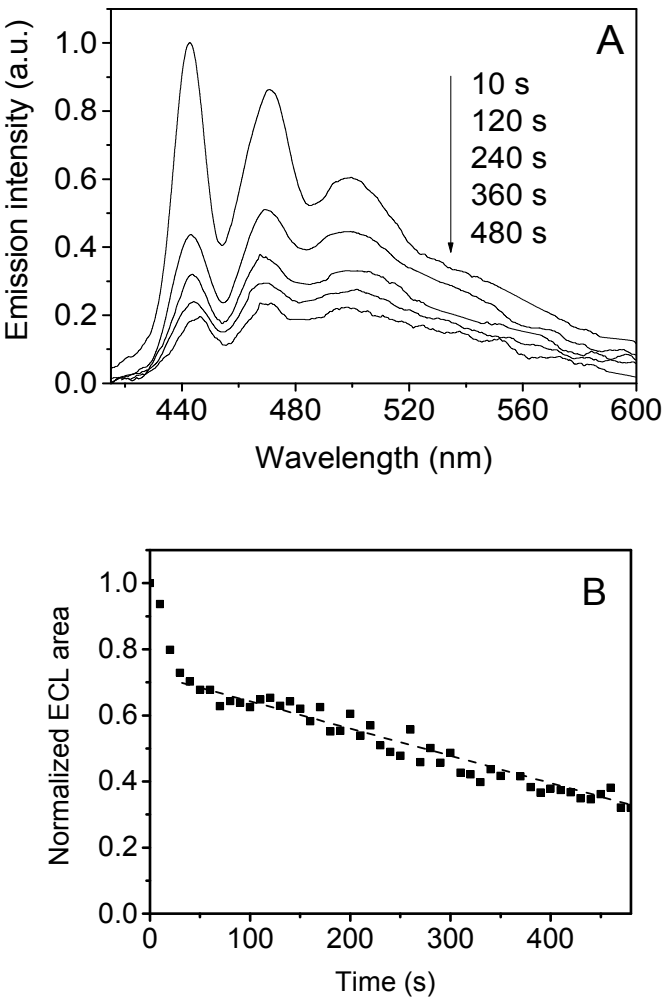 A
Emission intensity (a.u.)
1.0
0.8
0.6
0.4
0.2
0.0
10 s
120 s
240 s
360 s
480 s
440 480 520 560 600
Wavelength (nm)
B
Normalized ECL area
1.0
0.8
0.6
0.4
0.2
0.0
0 100 200 300 400
Time (s)